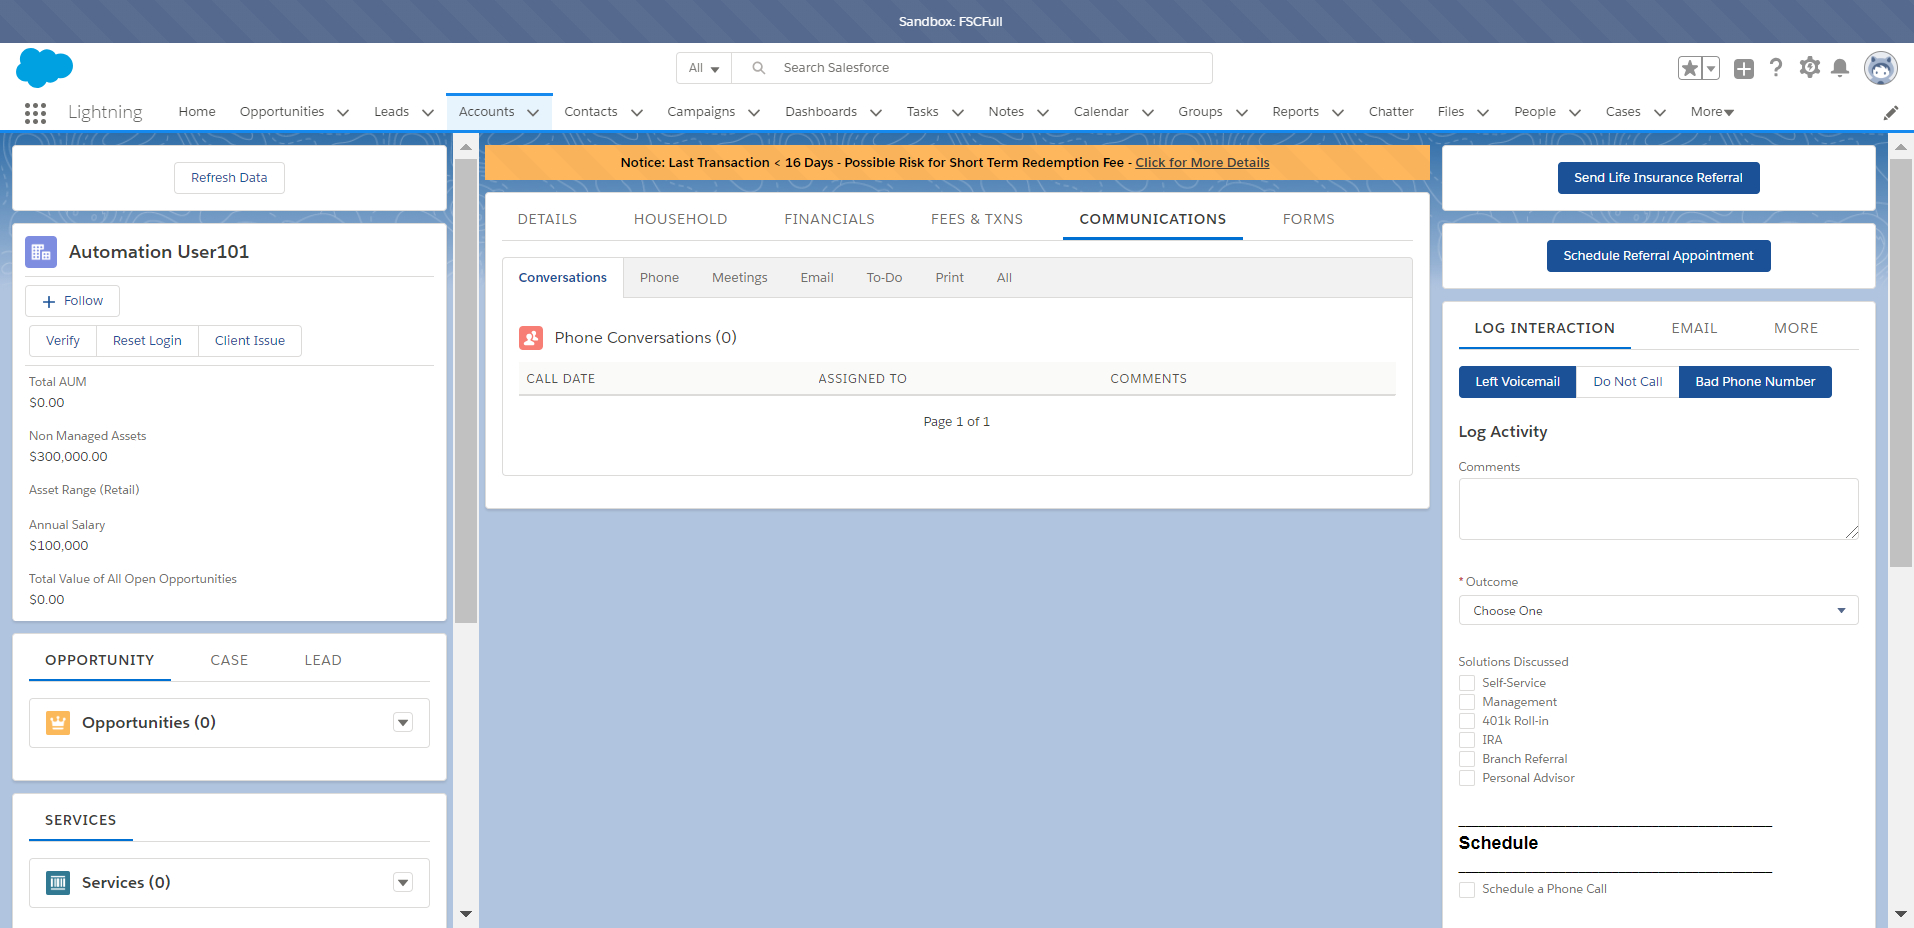 Sandbox: FSCFull
All
Search Salesforce
Lightning
Home Opportunities Leads Accounts Contacts Campaigns Dashboards Tasks Notes Calendar Groups Reports Chatter Files People Cases More
Refresh Data
Automation User101
Follow
Verify Reset Login Client Issue
Total AUM
$0.00
Non Managed Assets
$300,000.00
Asset Range (Retail)
Annual Salary
$100,000
Total Value of All Open Opportunities
$0.00
OPPORTUNITY CASE LEAD
Opportunities (0)
SERVICES
Services (0)
Notice: Last Transaction < 16 Days - Possible Risk for Short Term Redemption Fee - Click for More Details
DETAILS HOUSEHOLD FINANCIALS FEES & TXNS COMMUNICATIONS FORMS
Conversations Phone Meetings Email To-Do Print All
Phone Conversations (0)
CALL DATE ASSIGNED TO COMMENTS
Page 1 of 1
Send Life Insurance Referral
Schedule Referral Appointment
LOG INTERACTION EMAIL MORE
Left Voicemail Do Not Call Bad Phone Number
Log Activity
Comments
*Outcome
Choose One
Solutions Discussed
Self-Service
Management
401k Roll-in
IRA
Branch Referral
Personal Advisor
Schedule
Schedule a Phone Call